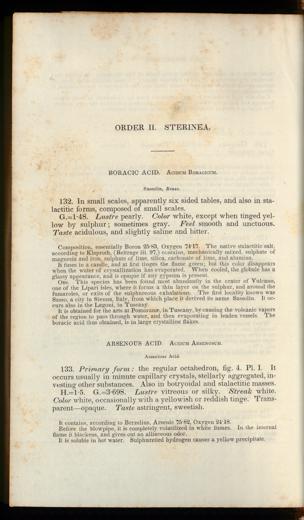 ORDER II. STERINEA.
BORACIC ACID. Acidum Boracicum.
Sassolin, Beaus.
132. In small scales, apparently six sided tables, and also in sta-
lactitic forms, composed of small scales.
G.=1·48. Lustre pearly. Color white, except when tinged yel-
low by sulphur; sometimes gray. Feel smooth and unctuous.
Taste acidulous, and slightly saline and bitter.
Composition, essentially Boron 25·83, Oxygen 74·17. The native stalactitic salt,
according to Klaproth, (Beitrage iii. 97,) contains, mechanically mixed, sulphate of
magnesia and iron, sulphate of lime, silica, carbonate of lime, and alumina.
It fuses in a candle, and at first tinges the flame green; but this color disappears
when the water of crystallization has evaporated. When cooled, the globule has a
glassy appearance, and is opaque if any gypsum is present.
Obs. This species has been found most abundantly in the crater of Vulcano,
one of the Lipari isles, where it forms a thin layer on the sulphur, and around the
fumaroles, or exits of the sulphureous exhalations. The first locality known was
Sasso, a city in Sienna, Italy, from which place it derived its name Sassolin. It oc-
curs also in the Lagoni, in Tuscany.
It is obtained for the arts at in Tuscany, by causing the volcanic vapors
of the region to pass through water, and then evaporating in leaden vessels. The
boracic acid thus obtained, is in large crystaline flakes.
ARSENOUS ACID. Acidum Arsenosum.
Arsenious Acid.
133. Primary form: the regular octahedron, fig. 4. Pl. I. It
occurs usually in minute capillary crystals, stellarly aggregated, in-
vesting other substances. Also in botryoidal and stalactitic masses.
H.=1·5. G.=3·698. Lustre vitreous or silky. Streak white.
Color white, occasionally with a yellowish or reddish tinge. Trans-
parent—opaque. Taste astringent, sweetish.
It contains, according to Berzelius, Arsenic 75·82, Oxygen 24·18.
Before the blowpipe, it is completely volatilized in white fumes. In the internal
flame it blackens, and gives out an alliaceous odor.
It is soluble in hot water. Sulphureted hydrogen causes a yellow precipitate.